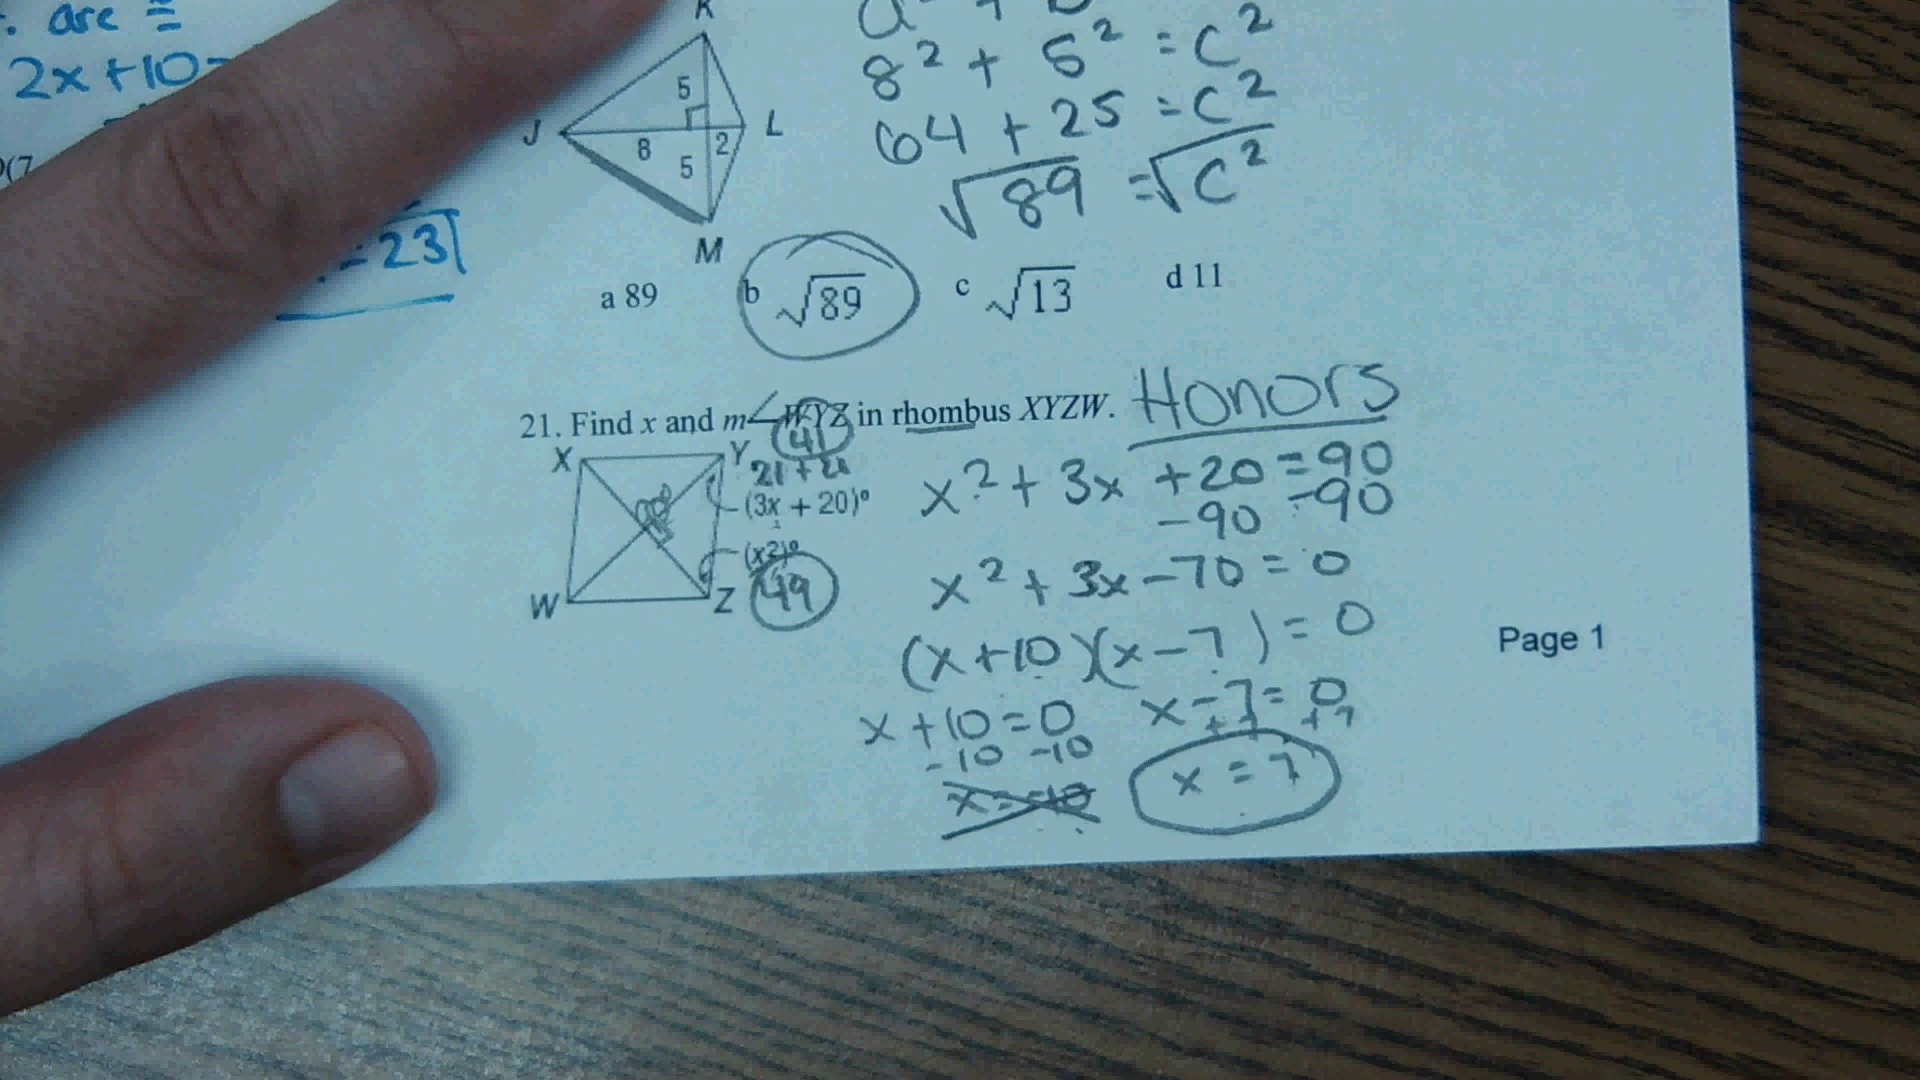 are ≅
2x+10=
=23
K
J
L
M
5
8
2
5
8² + 5² = c²
64 + 25 = c²
√89 = √c²
a 89 b √89 c √13 d 11
21. Find x and m∠WYZ in rhombus XYZW. Honors
X
Y
W
Z
41
21+20
(3x + 20)°
(x²)°
49
x² + 3x + 20 = 90
-90 -90
x² + 3x - 70 = 0
(x+10)(x-7) = 0
x+10=0 x-7=0
-10 -10 +7 +7
x=-10 x=7
Page 1